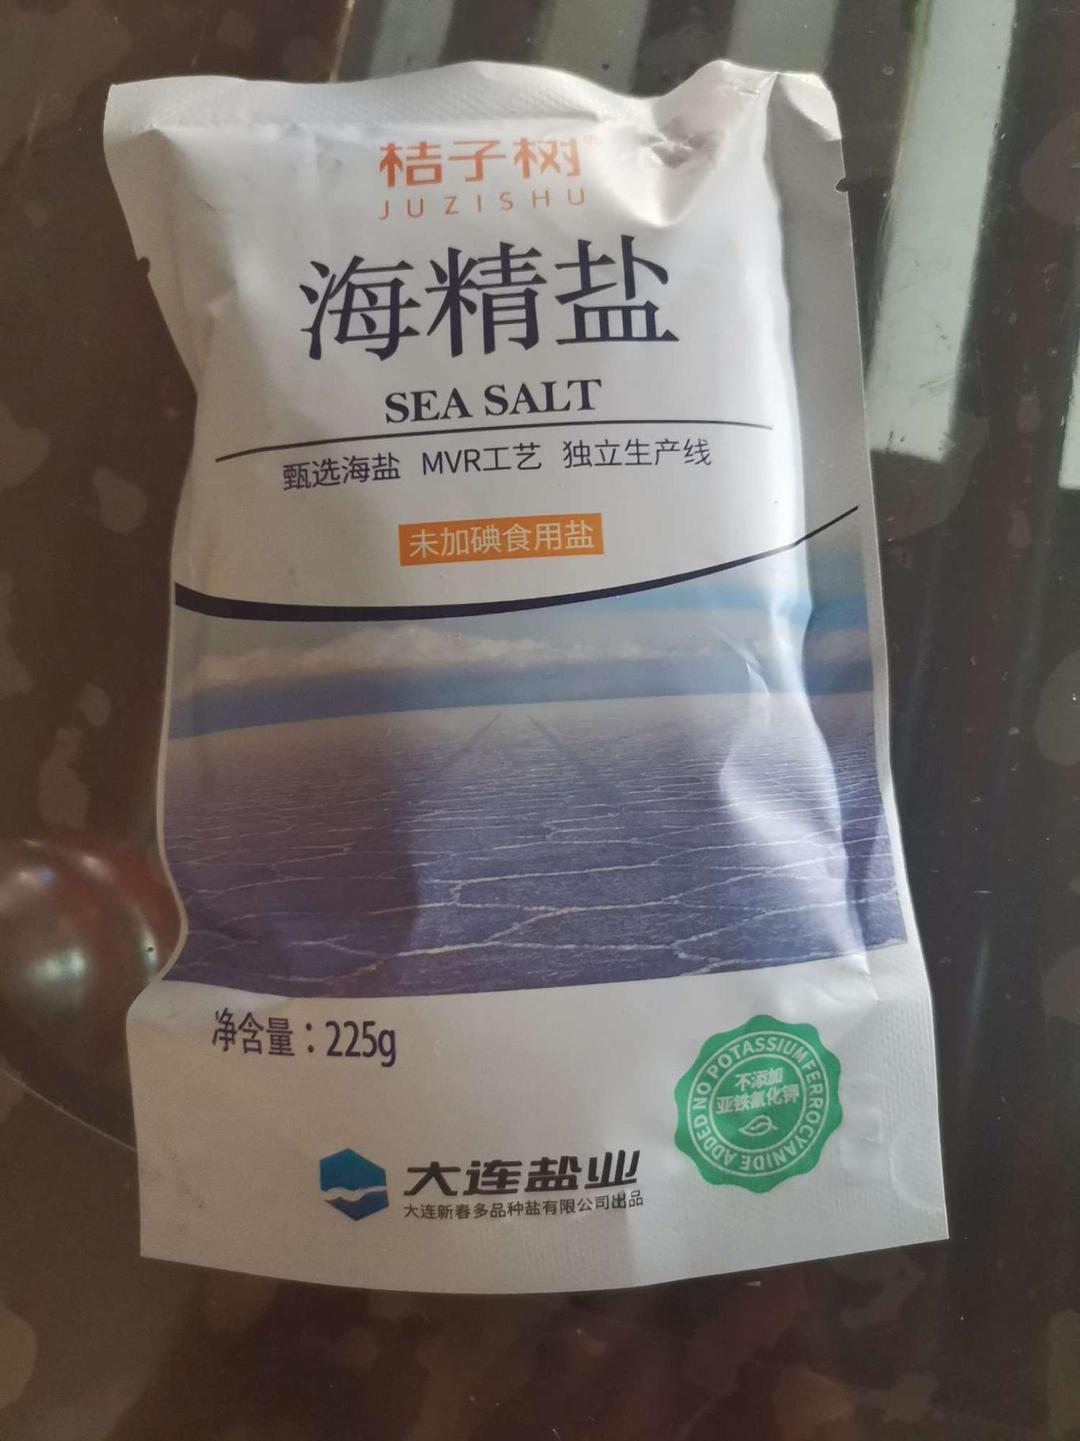 桔子树®
JUZISHU
海精盐
SEA SALT
甄选海盐 MVR工艺 独立生产线
未加碘食用盐
净含量：225g
NO POTASSIUMFERROCYANIDE ADDED
不添加
亚铁氰化钾
大连盐业
大连新春多品种盐有限公司出品